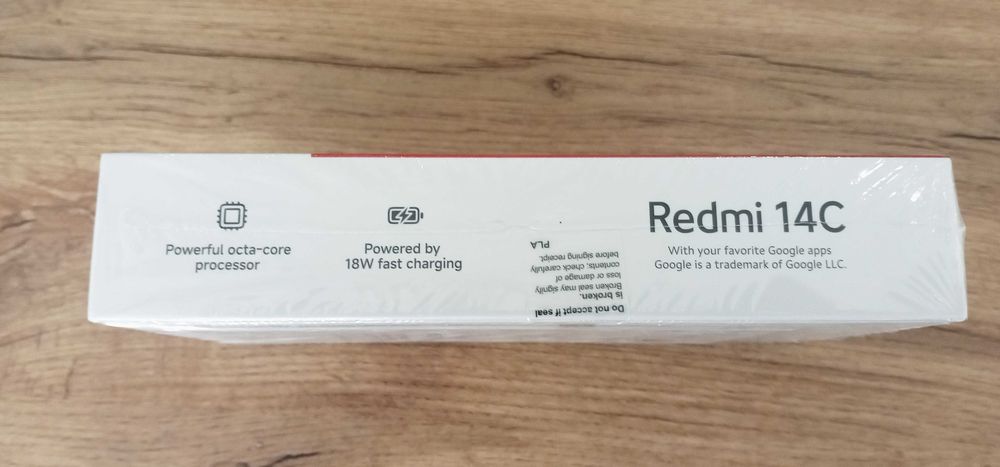 Powerful octa-core
processor
Powered by
18W fast charging
Do not accept if seal
is broken.
Broken seal may signify
loss or damage of
contents, check carefully
before signing receipt.
PLA
Redmi 14C
With your favorite Google apps
Google is a trademark of Google LLC.